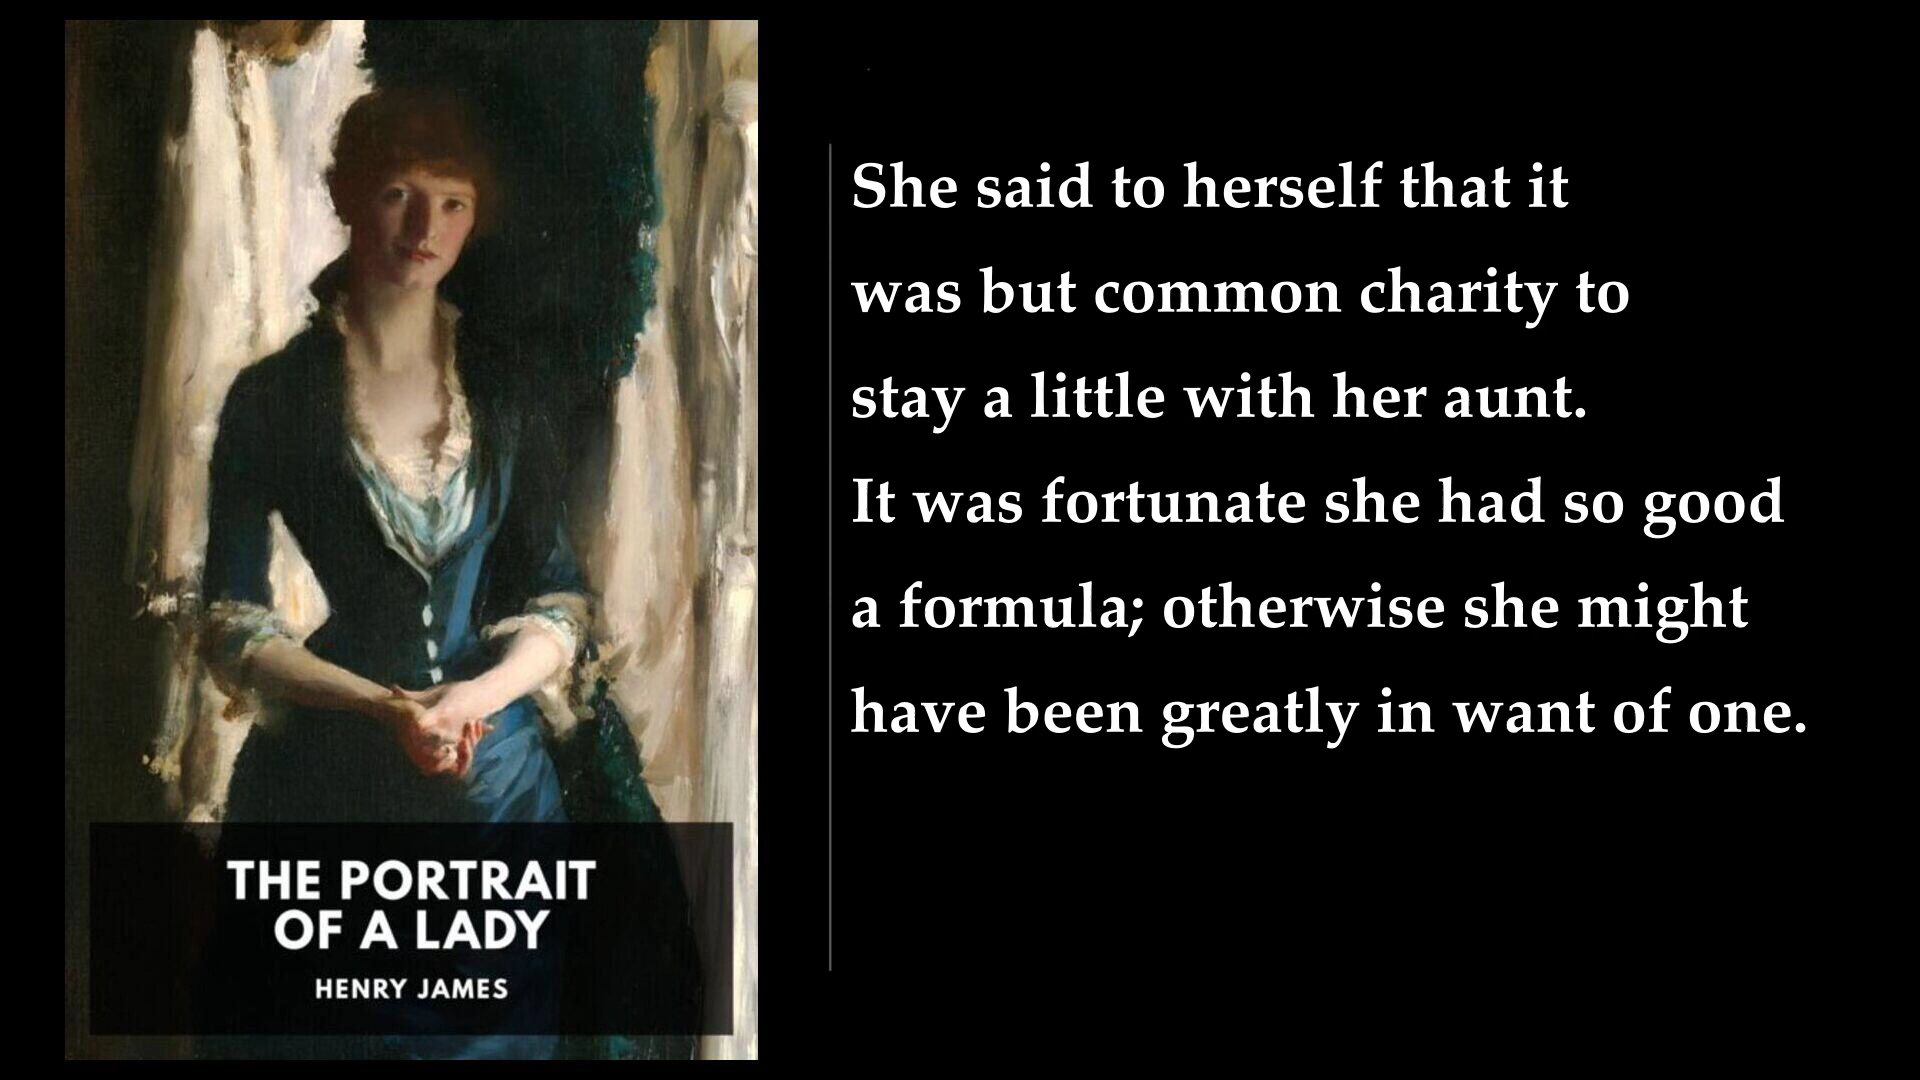 She said to herself that it
was but common charity to
stay a little with her aunt.
It was fortunate she had so good
a formula; otherwise she might
have been greatly in want of one.
THE PORTRAIT
OF A LADY
HENRY JAMES